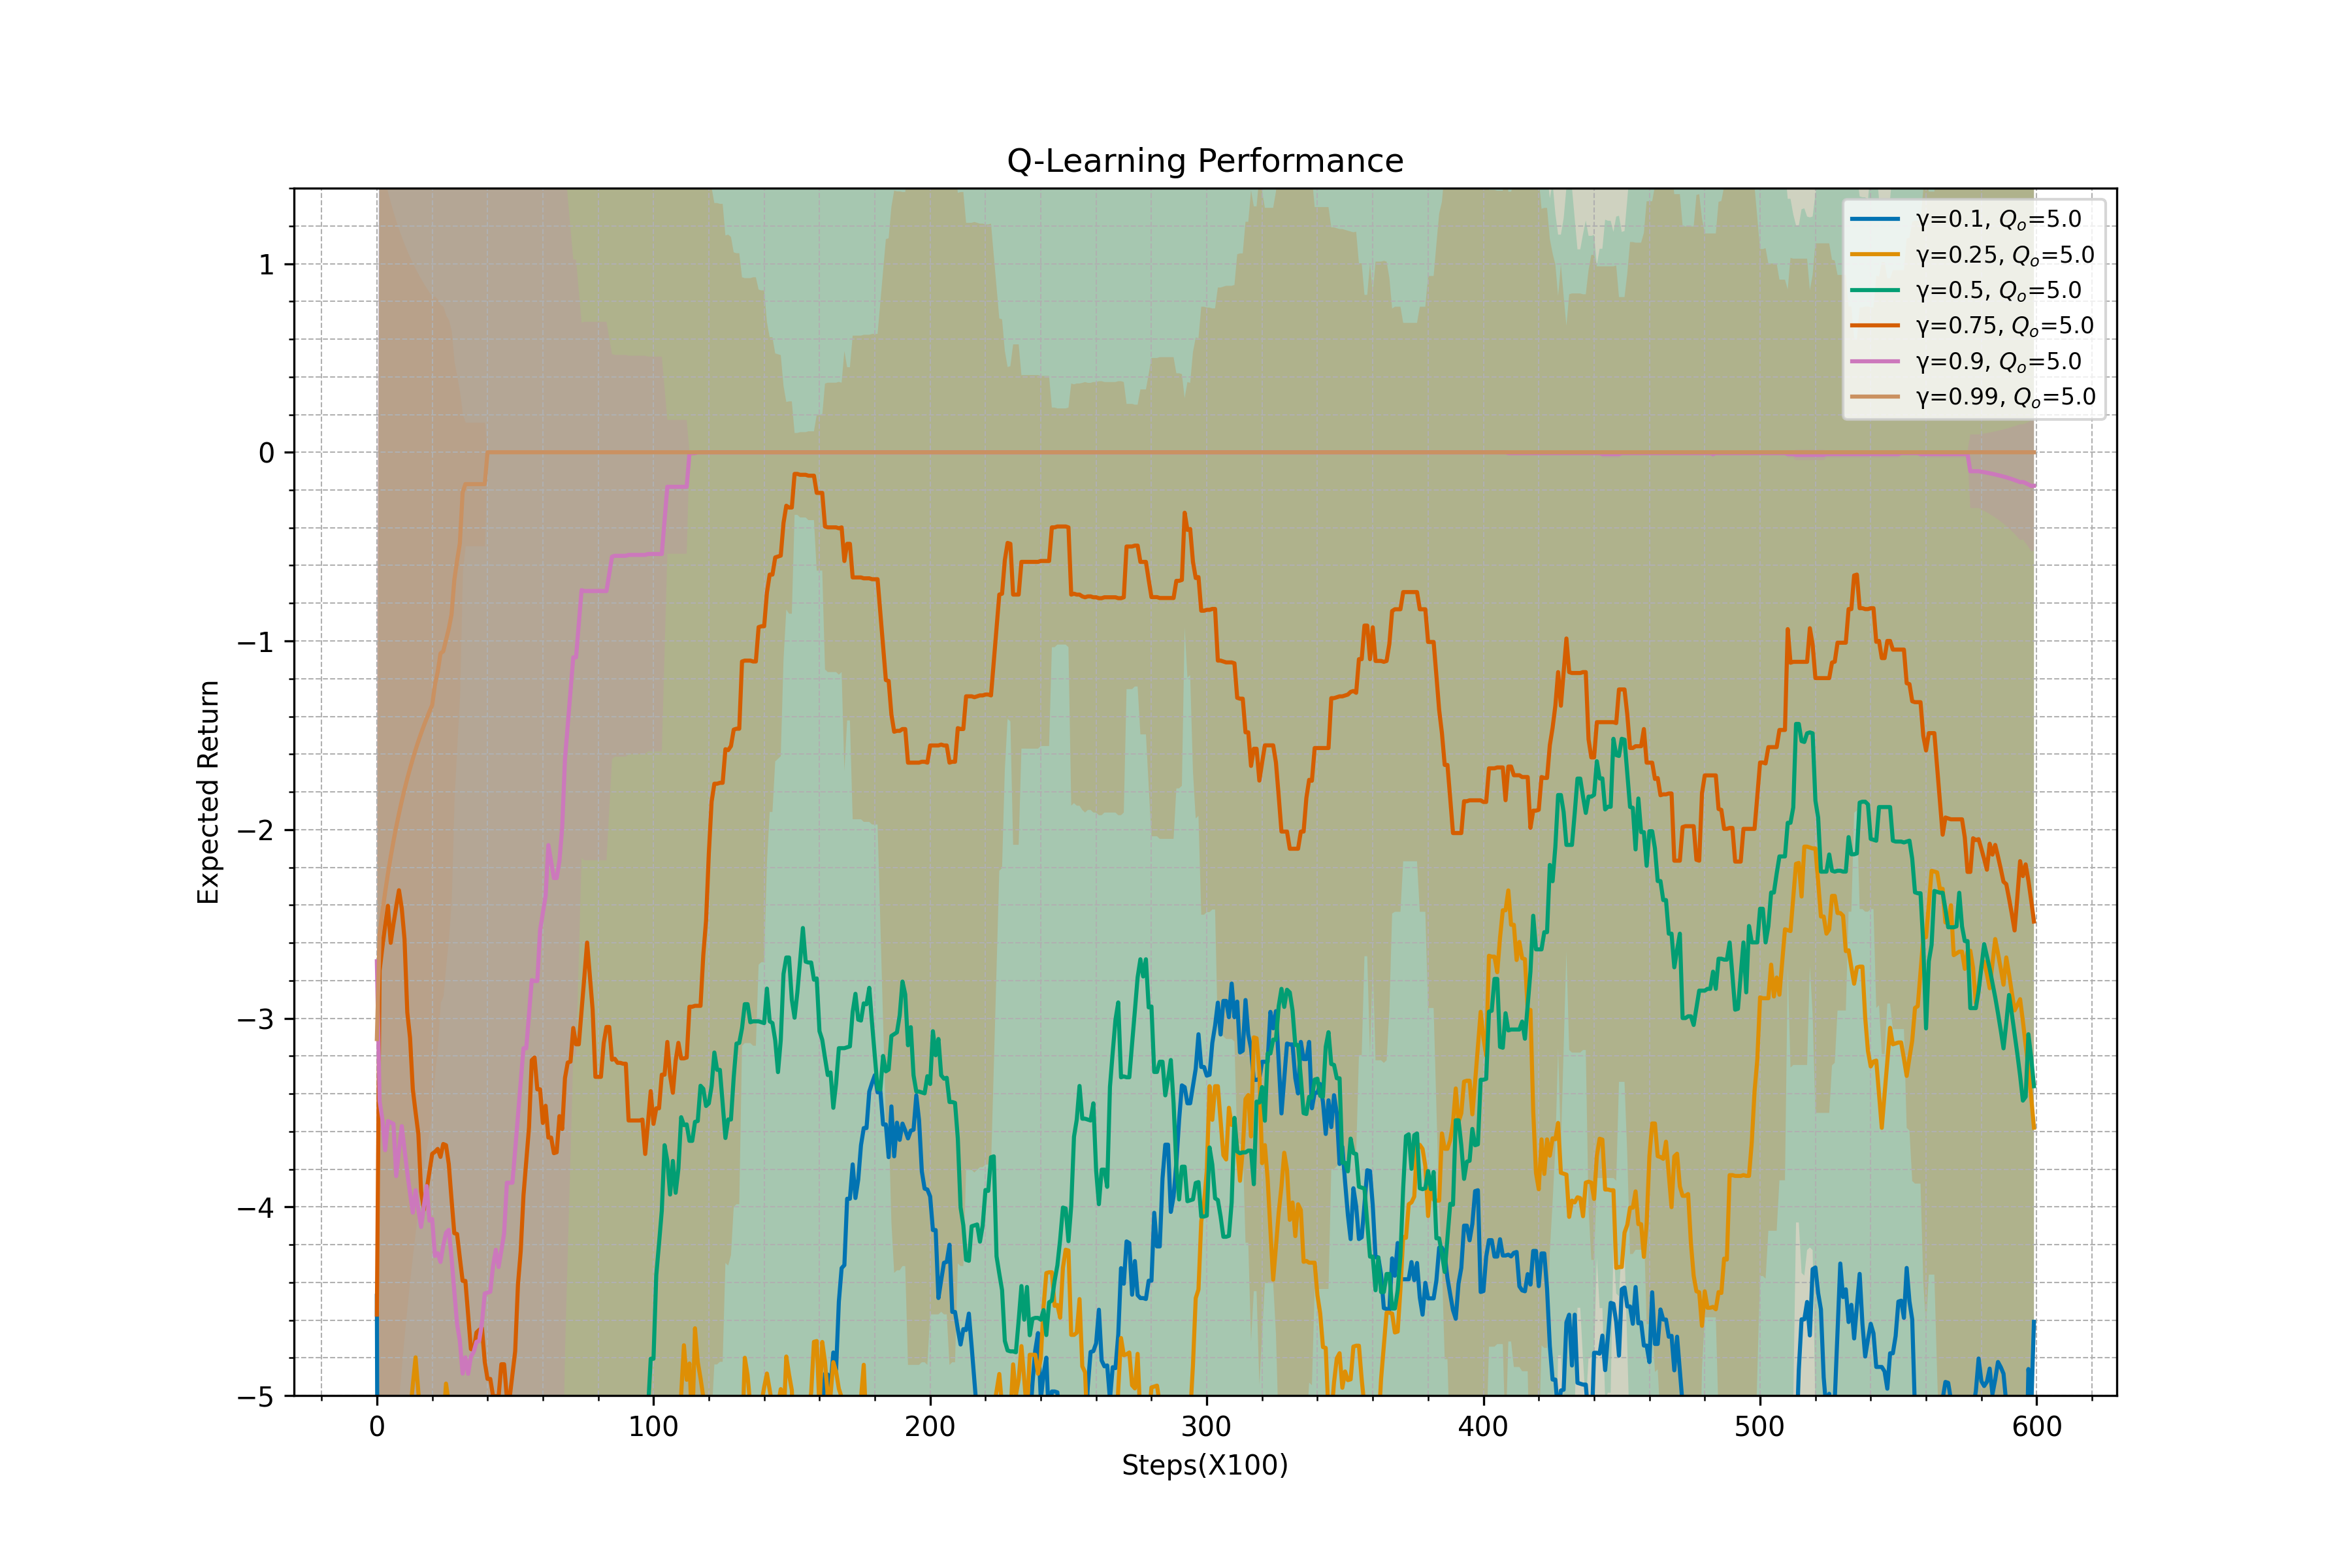 Q-Learning Performance
1
0
−1
−2
−3
−4
−5
Expected Return
0 100 200 300 400 500 600
Steps(X100)
γ=0.1, Qₒ=5.0
γ=0.25, Qₒ=5.0
γ=0.5, Qₒ=5.0
γ=0.75, Qₒ=5.0
γ=0.9, Qₒ=5.0
γ=0.99, Qₒ=5.0